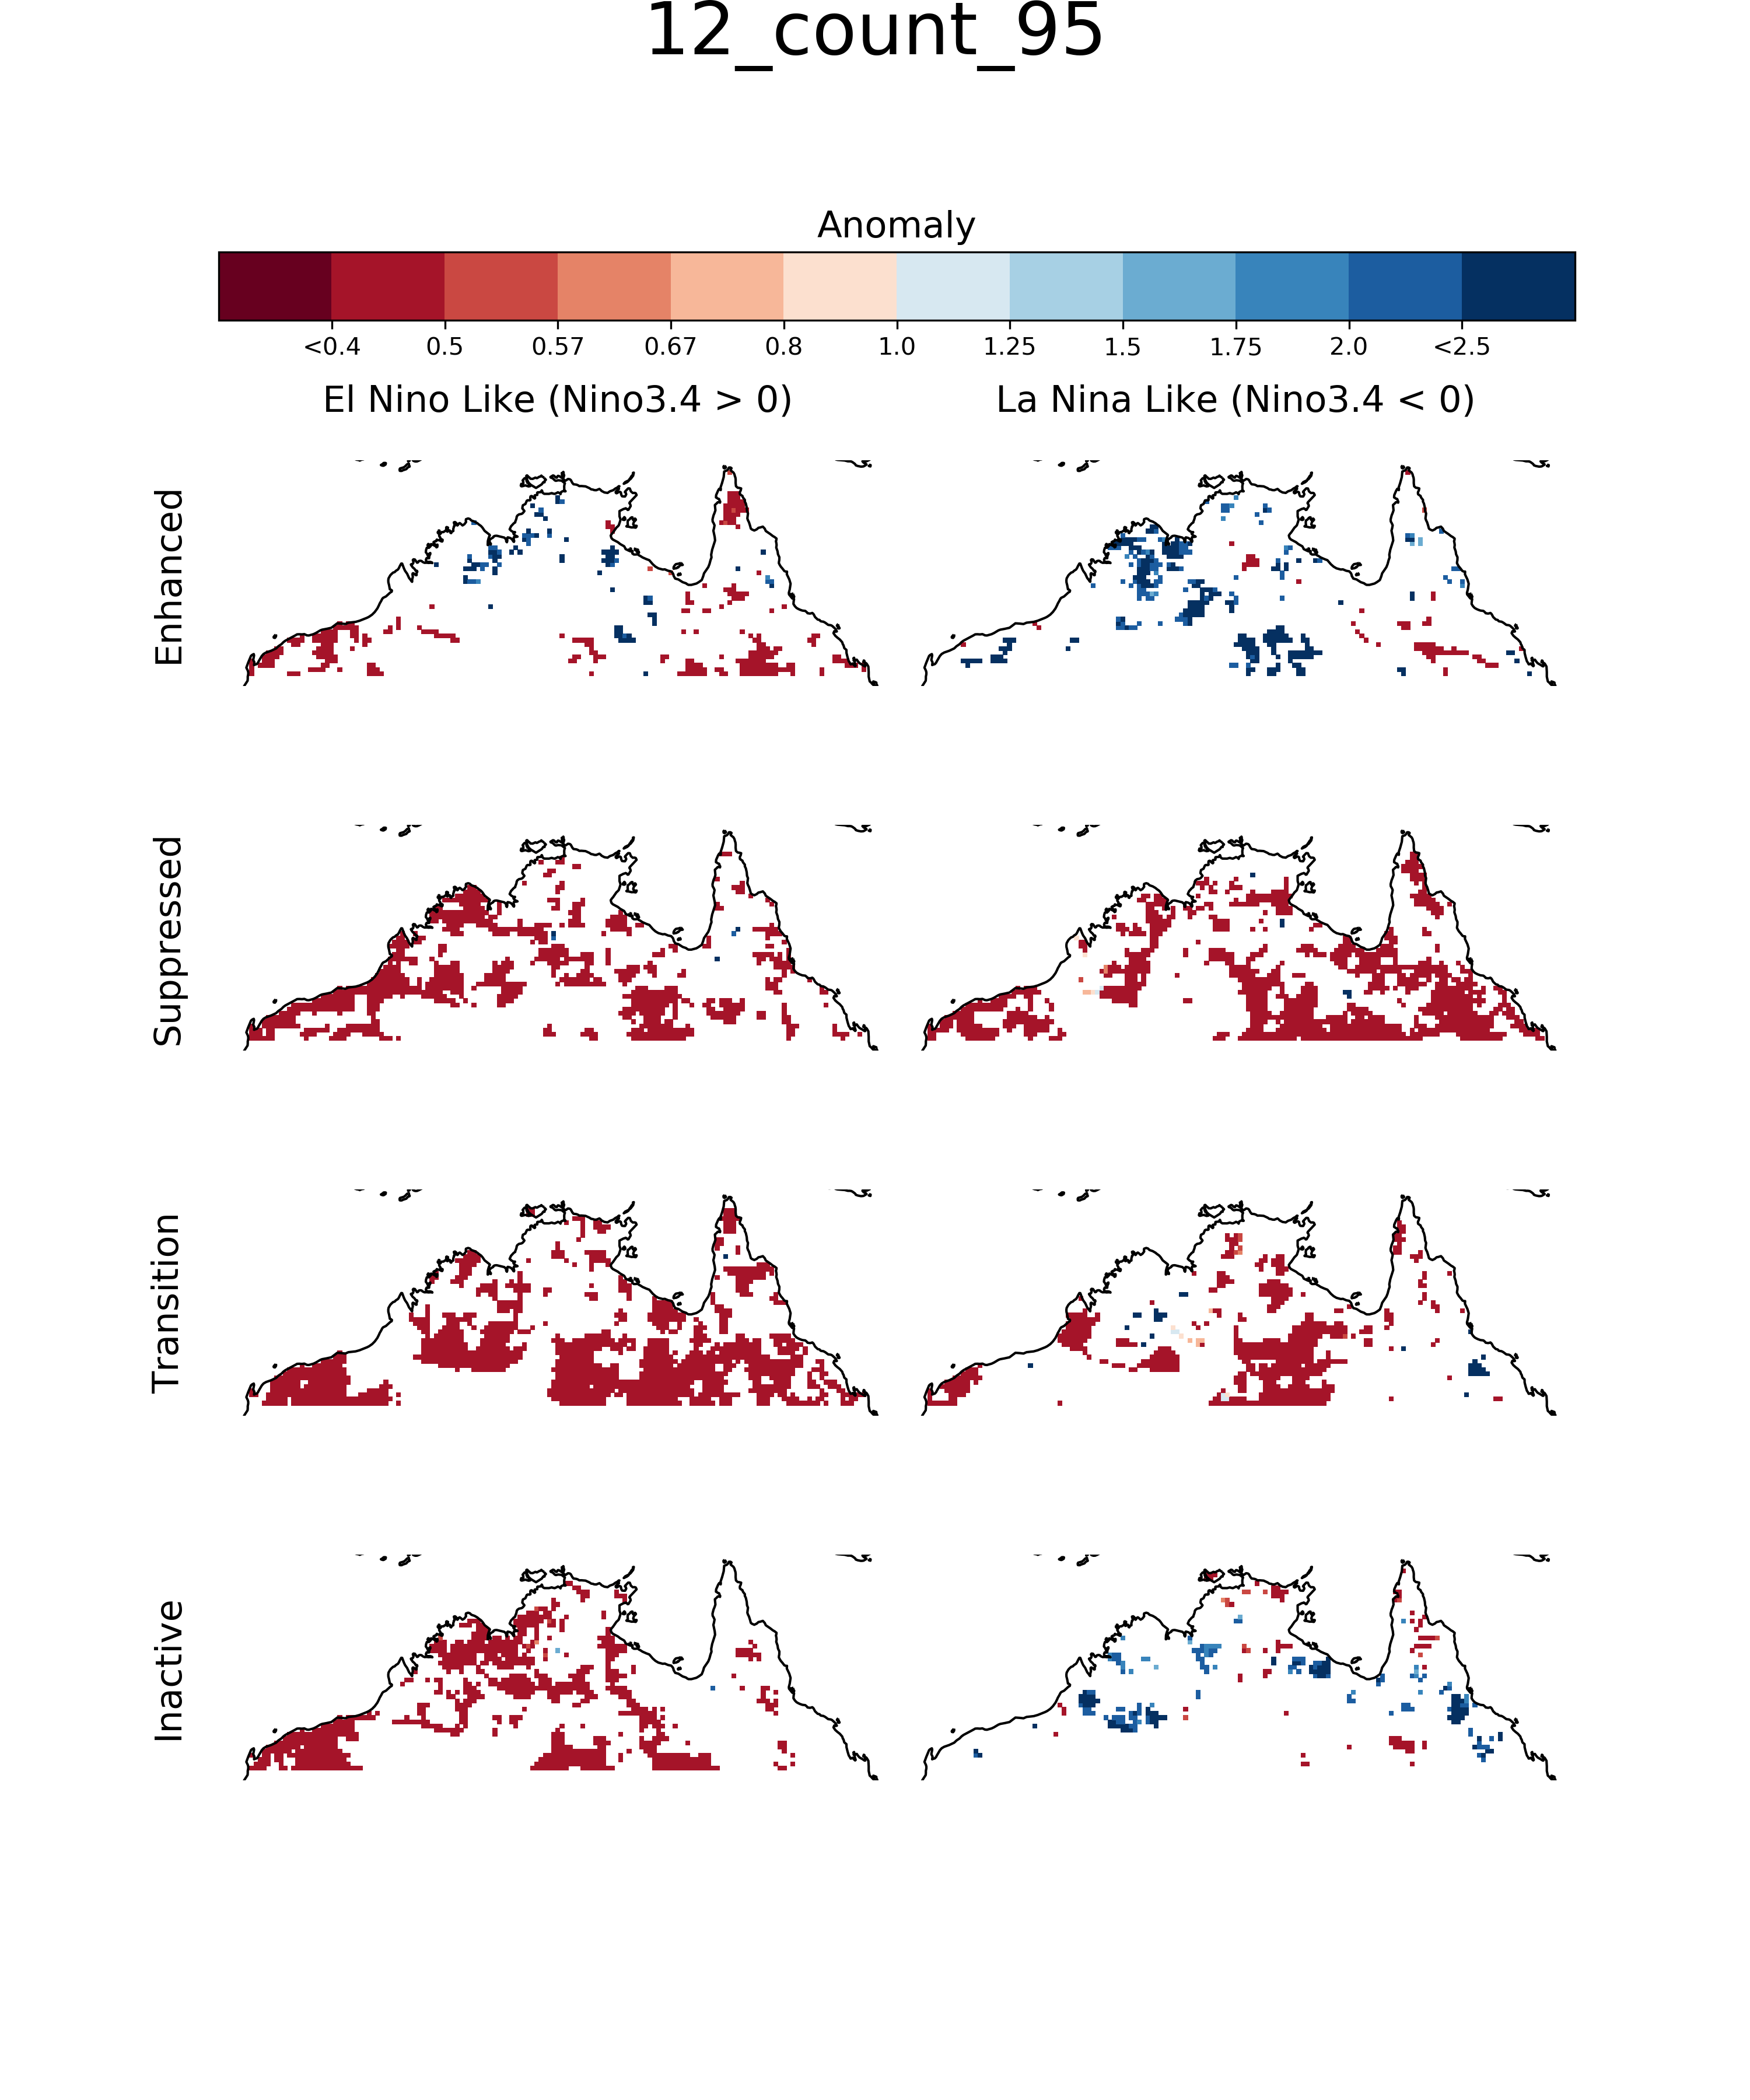 12_count_95
Anomaly
<0.4 0.5 0.57 0.67 0.8 1.0 1.25 1.5 1.75 2.0 <2.5
El Nino Like (Nino3.4 > 0) La Nina Like (Nino3.4 < 0)
Enhanced
Suppressed
Transition
Inactive